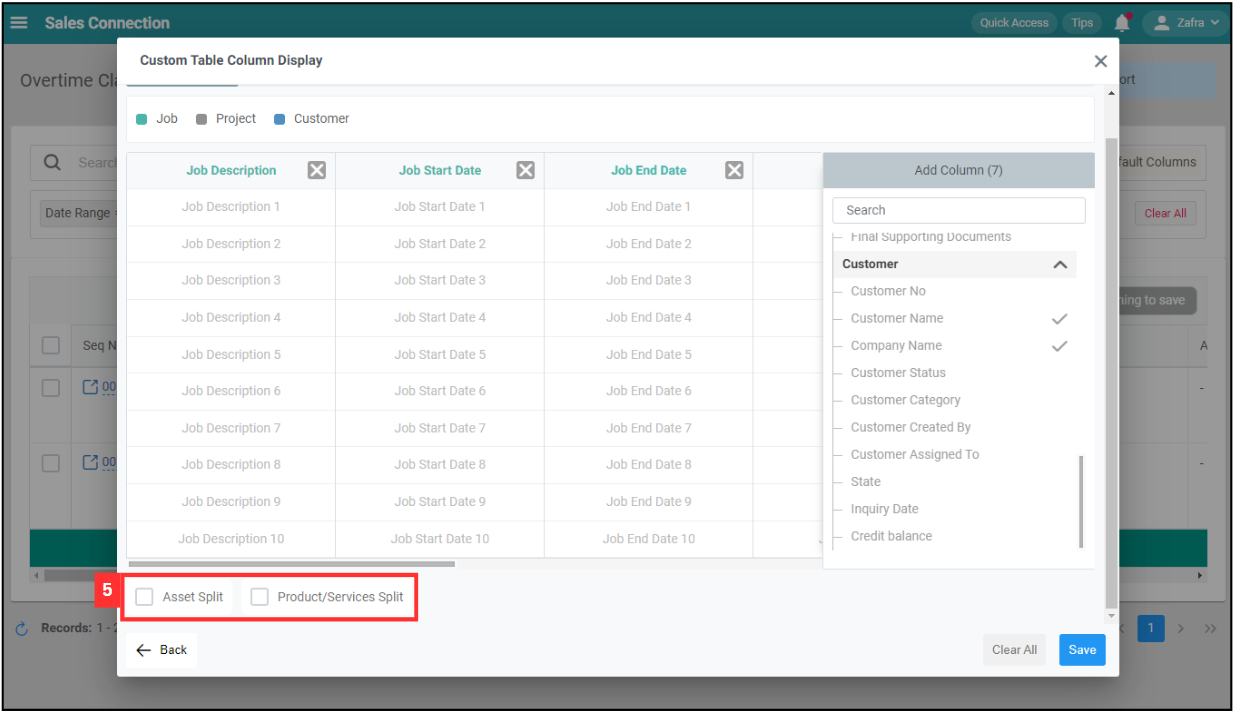 Sales Connection
Quick Access
Tips
Zafra
Custom Table Column Display
Overtime
Job
Project
Customer
Search
Job Description
Job Start Date
Job End Date
Add Column (7)
Default Columns
Job Description 1
Job Start Date 1
Job End Date 1
Search
Date Range
Clear All
Job Description 2
Job Start Date 2
Job End Date 2
Final Supporting Documents
Customer
Job Description 3
Job Start Date 3
Job End Date 3
Customer No
ning to save
Job Description 4
Job Start Date 4
Job End Date 4
Customer Name
Seq N
Job Description 5
Job Start Date 5
Job End Date 5
Company Name
A
Customer Status
00
Job Description 6
Job Start Date 6
Job End Date 6
-
Customer Category
Job Description 7
Job Start Date 7
Job End Date 7
Customer Created By
00
Job Description 8
Job Start Date 8
Job End Date 8
Customer Assigned To
-
State
Job Description 9
Job Start Date 9
Job End Date 9
Inquiry Date
Job Description 10
Job Start Date 10
Job End Date 10
Credit balance
5
Asset Split
Product/Services Split
Records: 1 -
1
Back
Clear All
Save